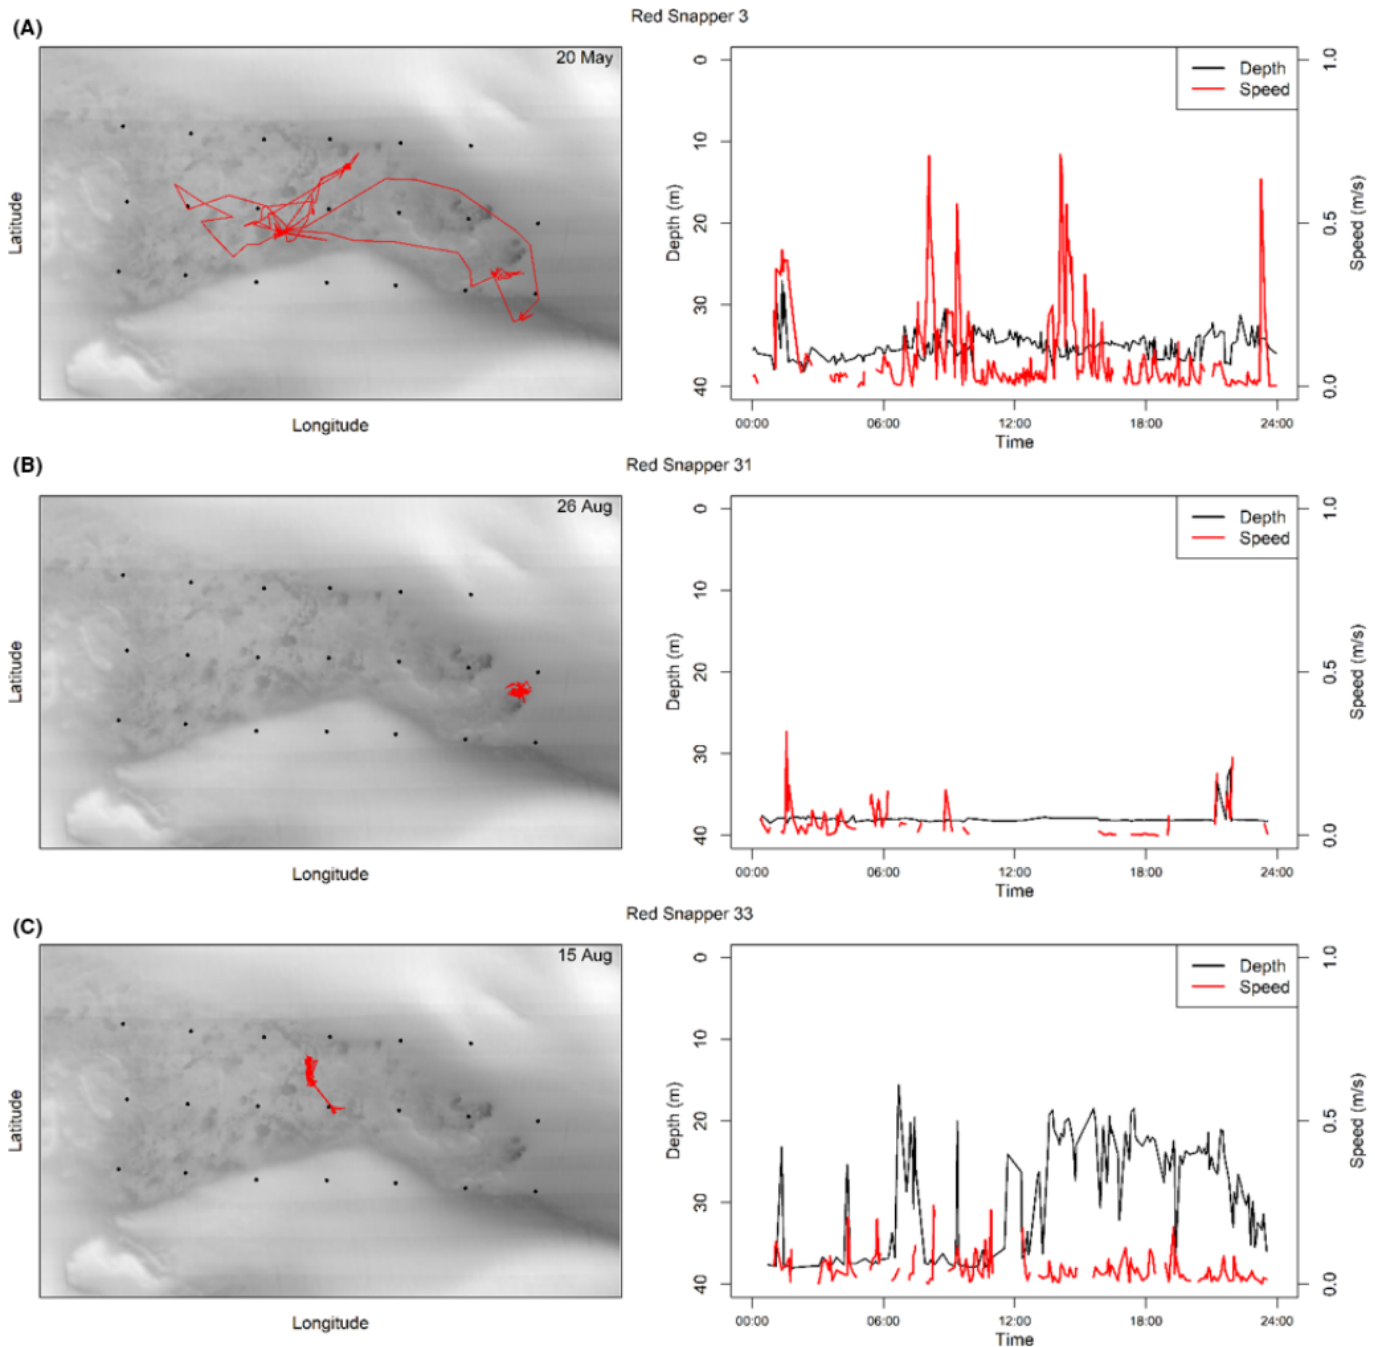 Red Snapper 3
(A)
20 May
Latitude
Longitude
0
10
20
30
40
Depth (m)
Depth
Speed
1.0
0.5
0.0
Speed (m/s)
00:00 06:00 12:00 18:00 24:00
Time
Red Snapper 31
(B)
26 Aug
Latitude
Longitude
0
10
20
30
40
Depth (m)
Depth
Speed
1.0
0.5
0.0
Speed (m/s)
00:00 06:00 12:00 18:00 24:00
Time
Red Snapper 33
(C)
15 Aug
Latitude
Longitude
0
10
20
30
40
Depth (m)
Depth
Speed
1.0
0.5
0.0
Speed (m/s)
00:00 06:00 12:00 18:00 24:00
Time